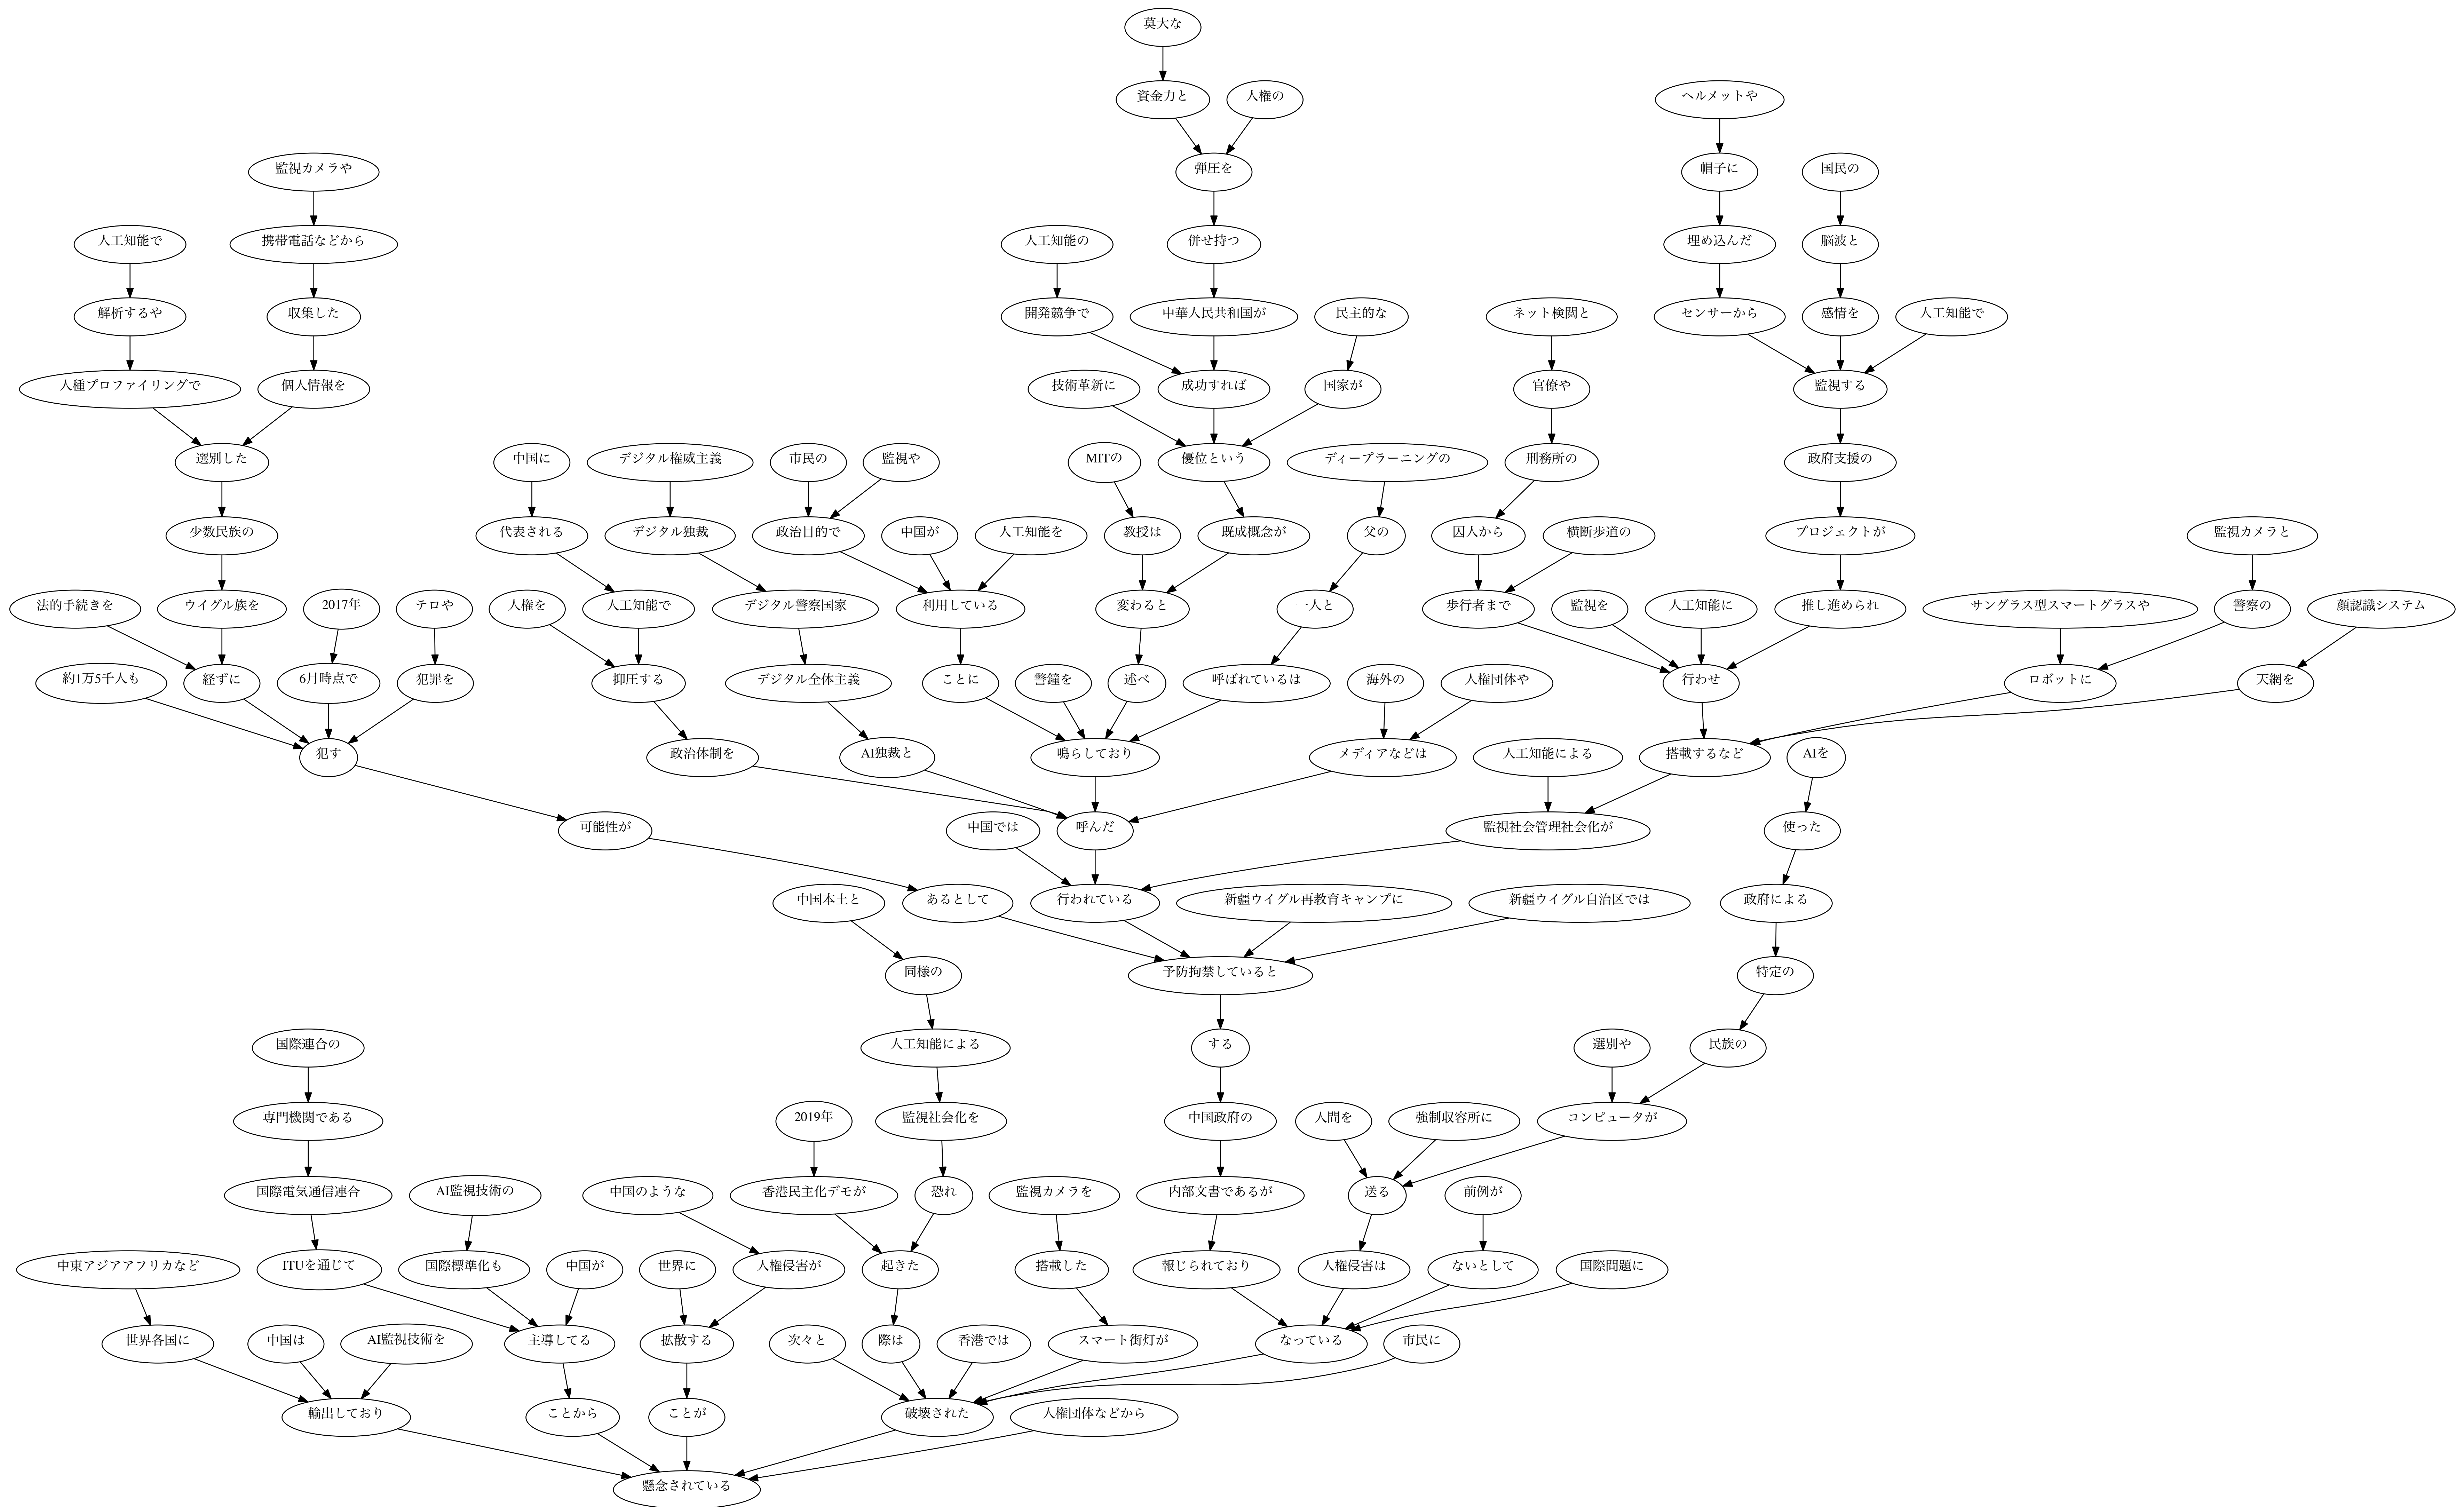 莫大な
資金力と
人権の
ヘルメットや
監視カメラや
弾圧を
帽子に
国民の
人工知能で
携帯電話などから
人工知能の
併せ持つ
埋め込んだ
脳波と
解析するや
収集した
開発競争で
中華人民共和国が
民主的な
ネット検閲と
センサーから
感情を
人工知能で
人種プロファイリングで
個人情報を
技術革新に
成功すれば
国家が
官僚や
監視する
選別した
中国に
デジタル権威主義
市民の
監視や
MITの
優位という
ディープラーニングの
刑務所の
政府支援の
少数民族の
代表される
デジタル独裁
政治目的で
中国が
人工知能を
教授は
既成概念が
父の
囚人から
横断歩道の
プロジェクトが
監視カメラと
法的手続きを
ウイグル族を
2017年
テロや
人権を
人工知能で
デジタル警察国家
利用している
変わると
一人と
歩行者まで
監視を
人工知能に
推し進められ
サングラス型スマートグラスや
警察の
顔認識システム
約1万5千人も
経ずに
6月時点で
犯罪を
抑圧する
デジタル全体主義
ことに
警鐘を
述べ
呼ばれているは
海外の
人権団体や
行わせ
ロボットに
天網を
犯す
政治体制を
AI独裁と
鳴らしており
メディアなどは
人工知能による
搭載するなど
AIを
可能性が
中国では
呼んだ
監視社会管理社会化が
使った
中国本土と
あるとして
行われている
新疆ウイグル再教育キャンプに
新疆ウイグル自治区では
政府による
同様の
予防拘禁していると
特定の
国際連合の
人工知能による
する
選別や
民族の
専門機関である
2019年
監視社会化を
中国政府の
人間を
強制収容所に
コンピュータが
国際電気通信連合
AI監視技術の
中国のような
香港民主化デモが
恐れ
監視カメラを
内部文書であるが
送る
前例が
中東アジアアフリカなど
ITUを通じて
国際標準化も
中国が
世界に
人権侵害が
起きた
搭載した
報じられており
人権侵害は
ないとして
国際問題に
世界各国に
中国は
AI監視技術を
主導してる
拡散する
次々と
際は
香港では
スマート街灯が
なっている
市民に
輸出しており
ことから
ことが
破壊された
人権団体などから
懸念されている